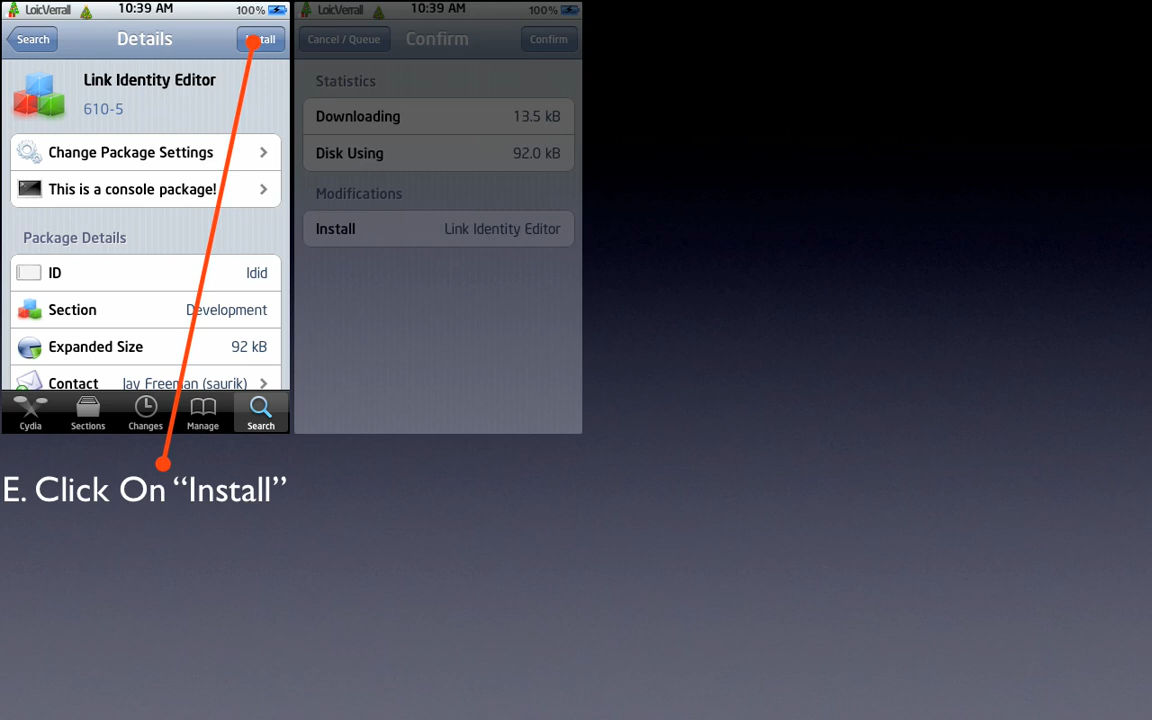 LoicVerrall 10:39 AM 100%
Search Details Install
Link Identity Editor
610-5
Change Package Settings
This is a console package!
Package Details
ID ldid
Section Development
Expanded Size 92 kB
Contact Jay Freeman (saurik)
Cydia Sections Changes Manage Search
LoicVerrall 10:39 AM 100%
Cancel / Queue Confirm Confirm
Statistics
Downloading 13.5 kB
Disk Using 92.0 kB
Modifications
Install Link Identity Editor
E. Click On “Install”